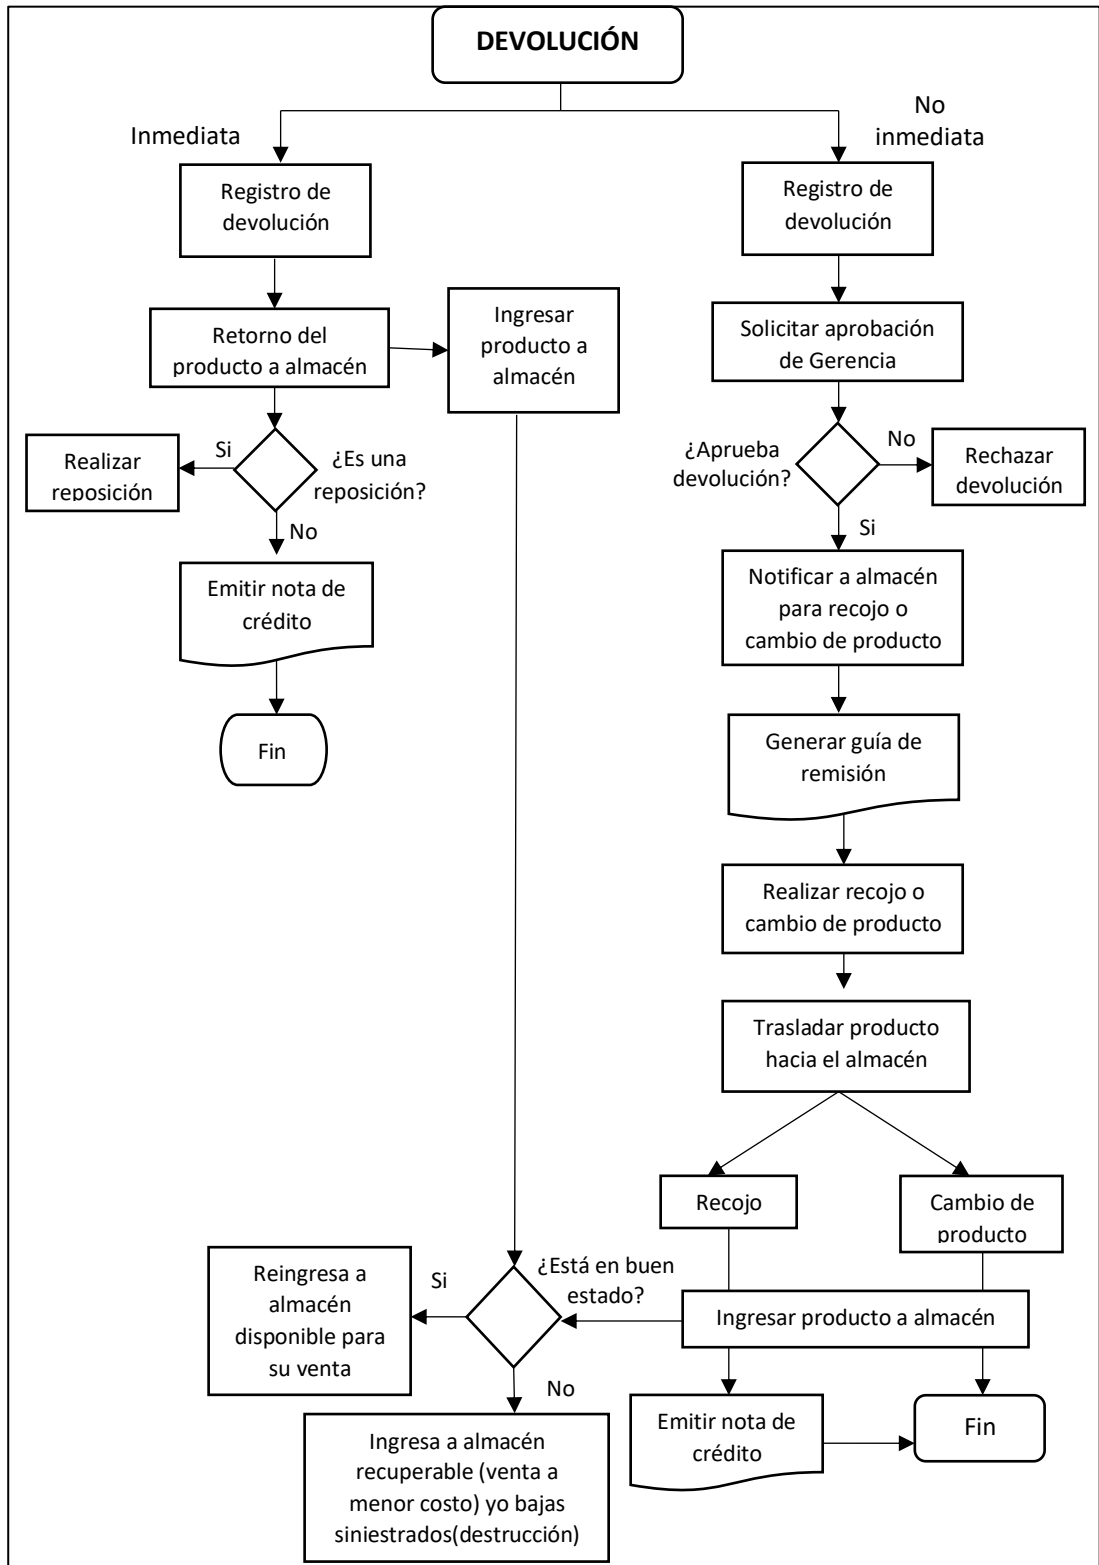 DEVOLUCIÓN
Inmediata
No
inmediata
Registro de
devolución
Registro de
devolución
Retorno del
producto a almacén
Ingresar
producto a
almacén
Solicitar aprobación
de Gerencia
Si
Realizar
reposición
¿Es una
reposición?
No
¿Aprueba
devolución?
No
Rechazar
devolución
Si
Emitir nota de
crédito
Notificar a almacén
para recojo o
cambio de producto
Fin
Generar guía de
remisión
Realizar recojo o
cambio de producto
Trasladar producto
hacia el almacén
Recojo
Cambio de
producto
Reingresa a
almacén
disponible para
su venta
Si
¿Está en buen
estado?
Ingresar producto a almacén
No
Emitir nota de
crédito
Fin
Ingresa a almacén
recuperable (venta a
menor costo) yo bajas
siniestrados(destrucción)